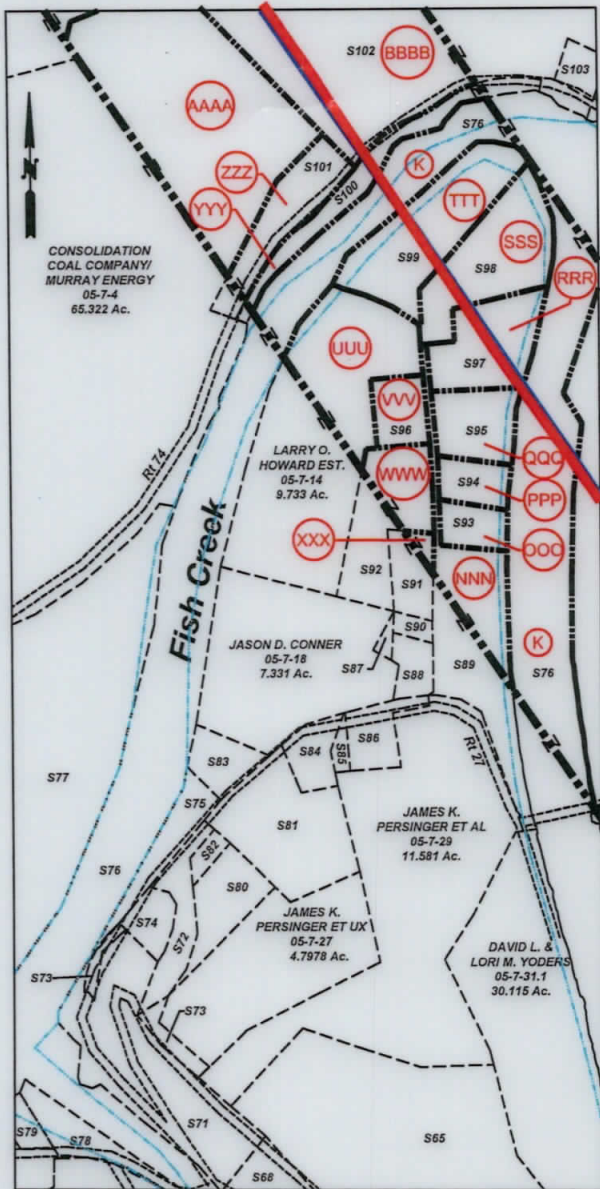 S102
BBBB
S103
AAAA
S76
ZZZ
S101
K
S100
YYY
TTT
N
SSS
S99
CONSOLIDATION
COAL COMPANY/
MURRAY ENERGY
05-7-4
65.322 Ac.
S98
RRR
UUU
S97
VVV
S96
S95
Rt 74
LARRY O.
HOWARD EST.
05-7-14
9.733 Ac.
QQQ
WWW
S94
PPP
S93
XXX
OOO
Fish Creek
S92
S91
NNN
S90
K
JASON D. CONNER
05-7-18
7.331 Ac.
S87
S88
S89
S76
S86
S84
S85
Rt 27
S83
S77
S75
S81
JAMES K.
PERSINGER ET AL
05-7-29
11.581 Ac.
S82
S76
S80
S74
S72
JAMES K.
PERSINGER ET UX
05-7-27
4.7978 Ac.
DAVID L. &
LORI M. YODERS
05-7-31.1
30.115 Ac.
S73
S73
S71
S79
S78
S65
S68